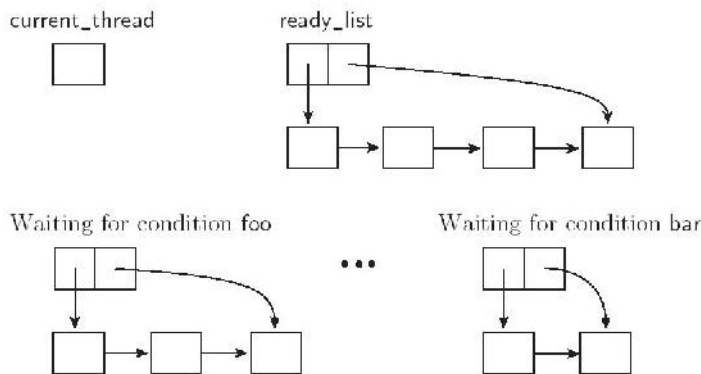 current_thread
ready_list
Waiting for condition foo
Waiting for condition bar